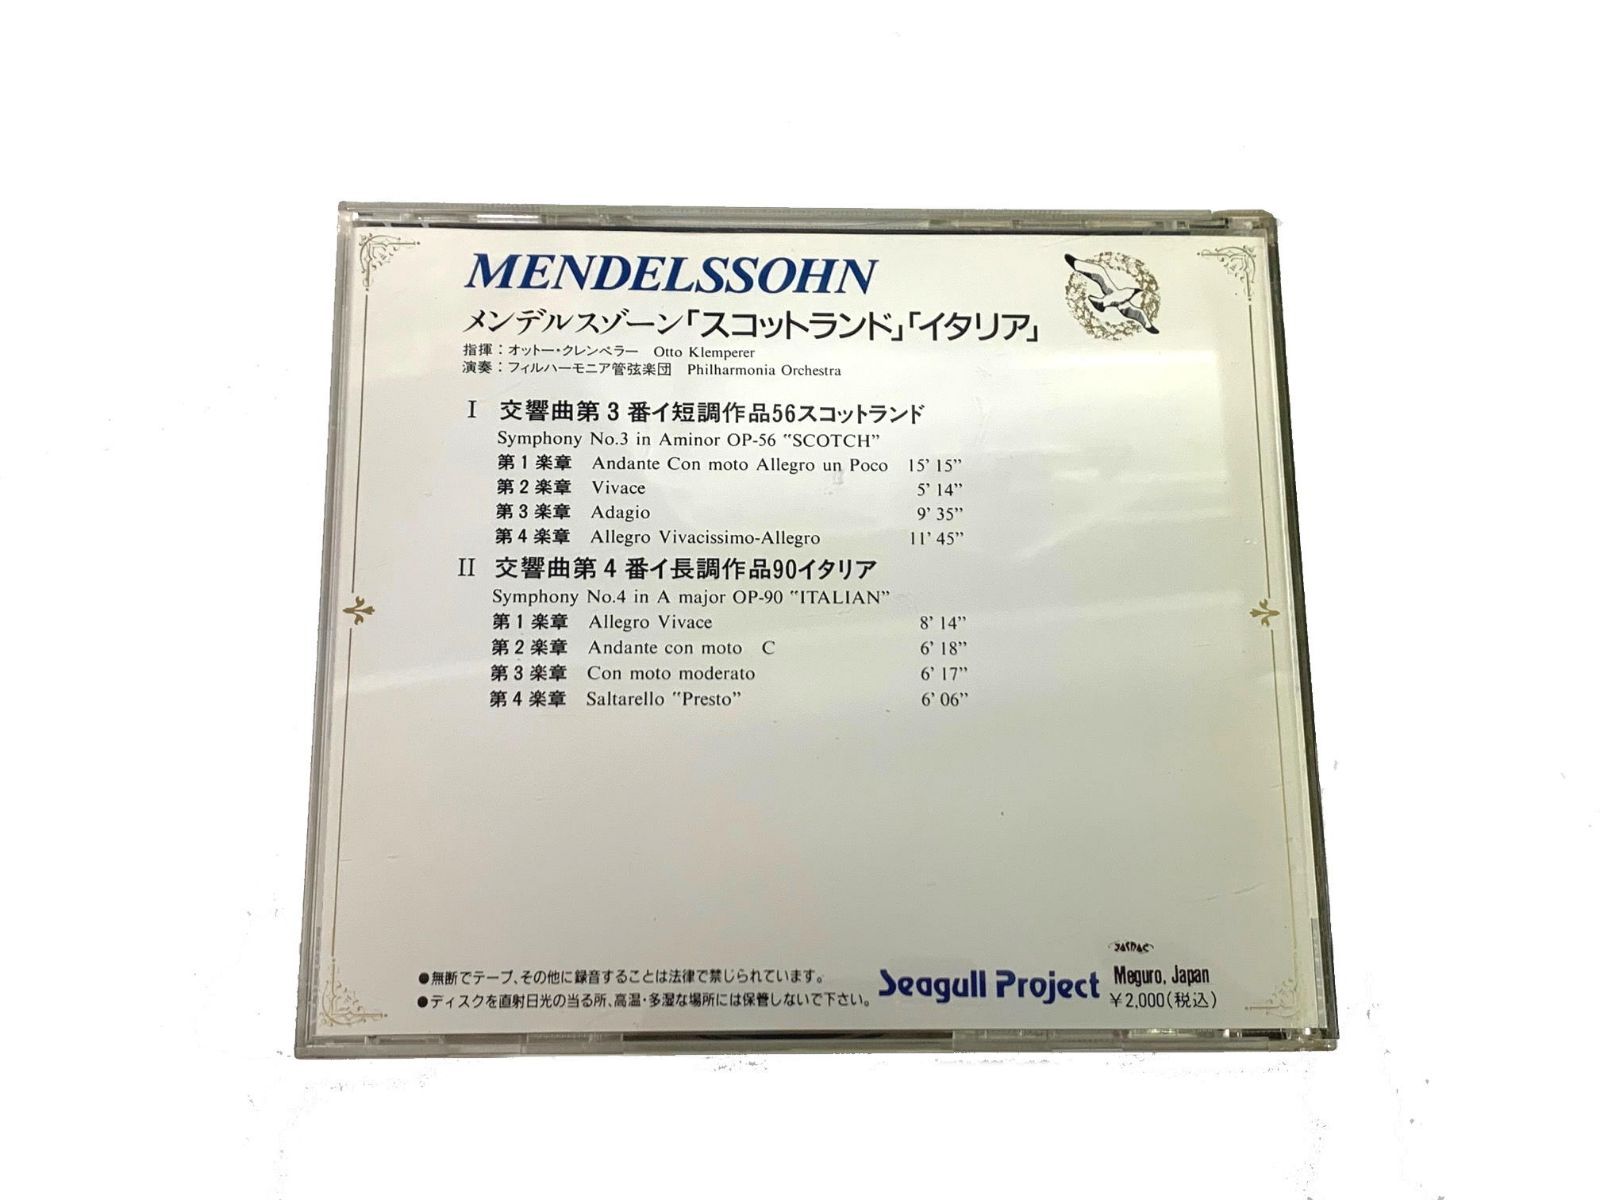 MENDELSSOHN
メンデルスゾーン「スコットランド」「イタリア」
指揮：オットー・クレンペラー Otto Klemperer
演奏：フィルハーモニア管弦楽団 Philharmonia Orchestra
I 交響曲第3番イ短調作品56スコットランド
Symphony No.3 in Aminor OP-56 "SCOTCH"
第1楽章 Andante Con moto Allegro un Poco 15' 15"
第2楽章 Vivace 5' 14"
第3楽章 Adagio 9' 35"
第4楽章 Allegro Vivacissimo-Allegro 11' 45"
II 交響曲第4番イ長調作品90イタリア
Symphony No.4 in A major OP-90 "ITALIAN"
第1楽章 Allegro Vivace 8' 14"
第2楽章 Andante con moto C 6' 18"
第3楽章 Con moto moderato 6' 17"
第4楽章 Saltarello "Presto" 6' 06"
●無断でテープ、その他に録音することは法律で禁じられています。
●ディスクを直射日光の当る所、高温・多湿な場所には保管しないで下さい。
Seagull Project
JASRAC
Meguro, Japan
￥2,000(税込)